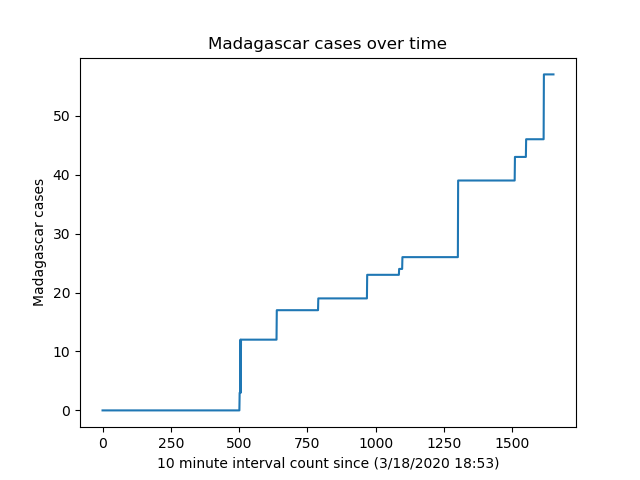 Madagascar cases over time
Madagascar cases
50
40
30
20
10
0
0 250 500 750 1000 1250 1500
10 minute interval count since (3/18/2020 18:53)